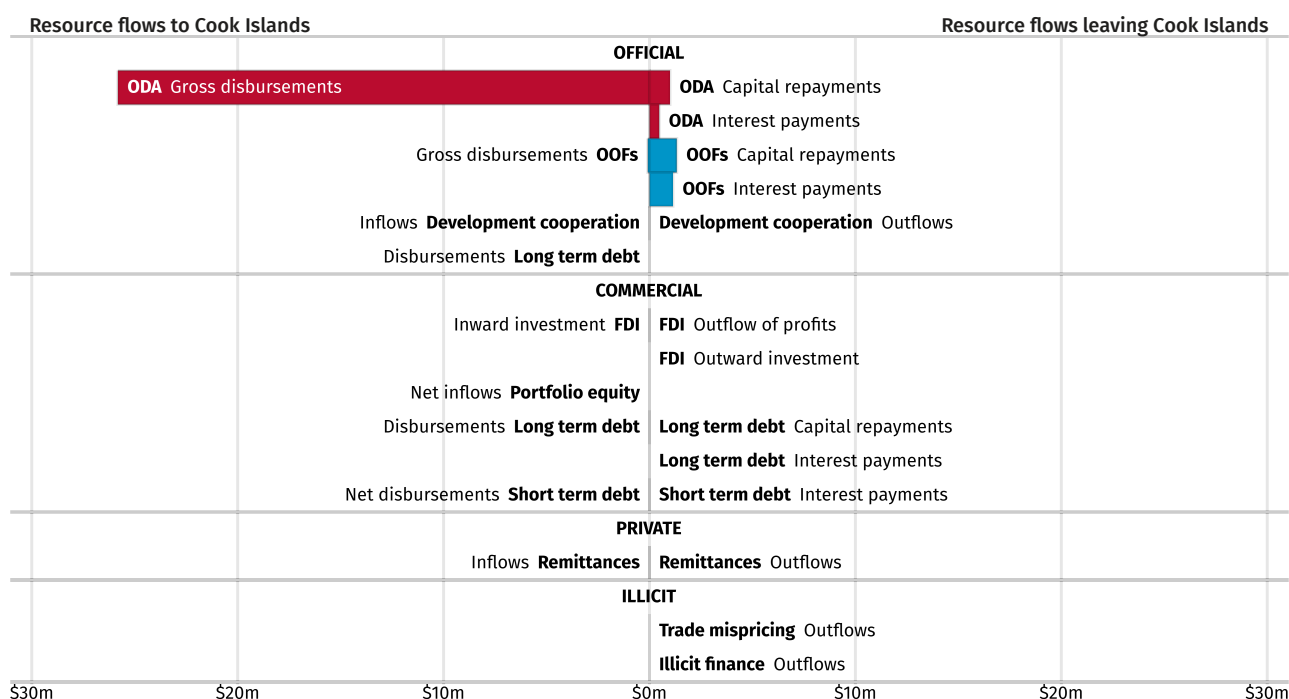 Resource flows to Cook Islands Resource flows leaving Cook Islands
OFFICIAL
ODA Gross disbursements ODA Capital repayments
ODA Interest payments
Gross disbursements OOFs OOFs Capital repayments
OOFs Interest payments
Inflows Development cooperation Development cooperation Outflows
Disbursements Long term debt
COMMERCIAL
Inward investment FDI FDI Outflow of profits
FDI Outward investment
Net inflows Portfolio equity
Disbursements Long term debt Long term debt Capital repayments
Long term debt Interest payments
Net disbursements Short term debt Short term debt Interest payments
PRIVATE
Inflows Remittances Remittances Outflows
ILLICIT
Trade mispricing Outflows
Illicit finance Outflows
$30m $20m $10m $0m $10m $20m $30m